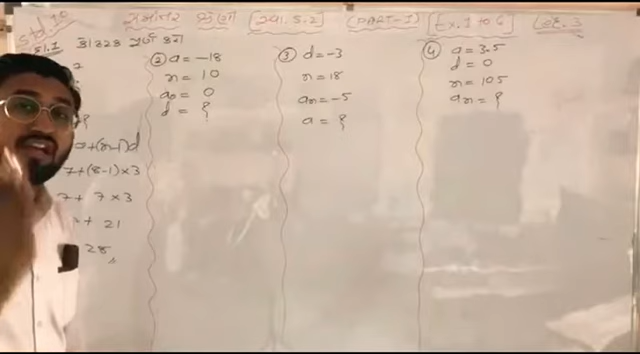 Std. 10 સમાંતર શ્રેણી [સ્વા. 5.2] (PART-I) [Ex. 1 to 6] Lec. 3
પ્ર.1 કોષ્ટક પૂર્ણ કરો
7
a+(n-1)d
7+(8-1)×3
7+ 7×3
+ 21
28
② a = -18
n = 10
an = 0
d = ?
③ d = -3
n = 18
an = -5
a = ?
④ a = 3.5
d = 0
n = 105
an = ?